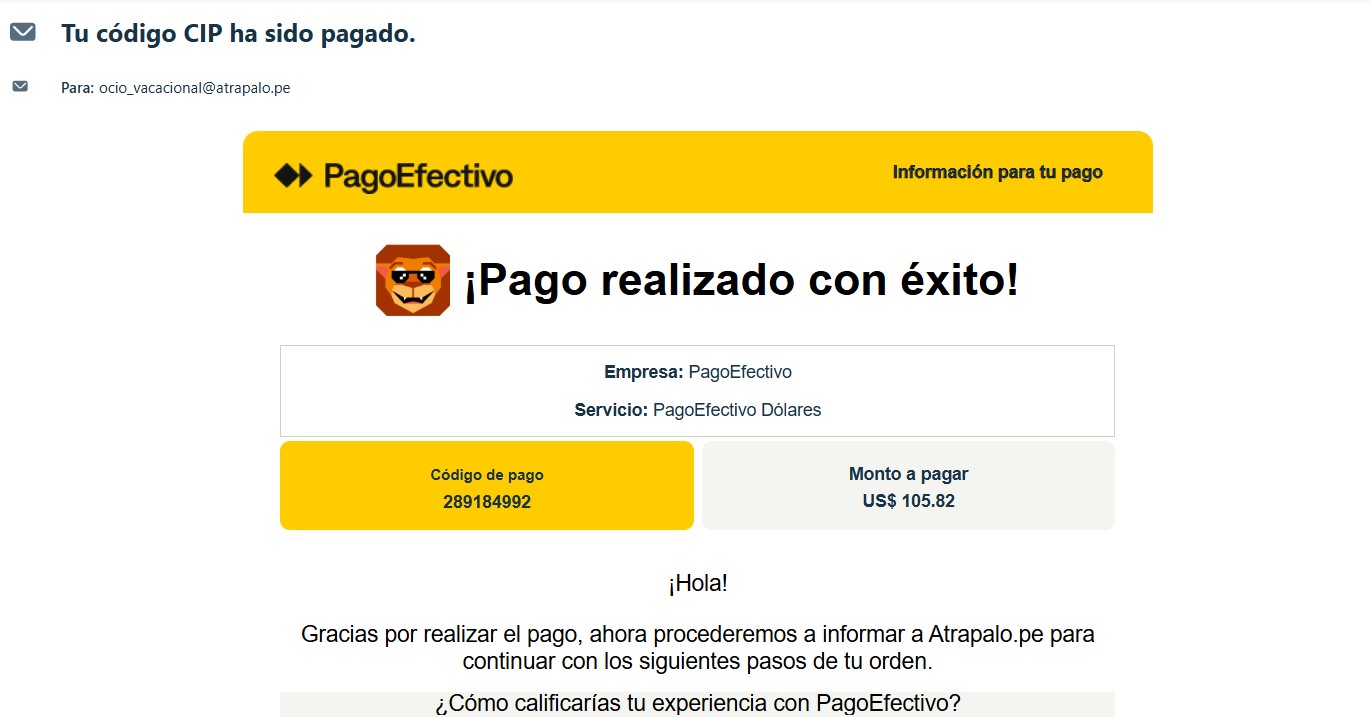 Tu código CIP ha sido pagado.
Para: ocio_vacacional@atrapalo.pe
PagoEfectivo
Información para tu pago
¡Pago realizado con éxito!
Empresa: PagoEfectivo
Servicio: PagoEfectivo Dólares
Código de pago
289184992
Monto a pagar
US$ 105.82
¡Hola!
Gracias por realizar el pago, ahora procederemos a informar a Atrapalo.pe para
continuar con los siguientes pasos de tu orden.
¿Cómo calificarías tu experiencia con PagoEfectivo?